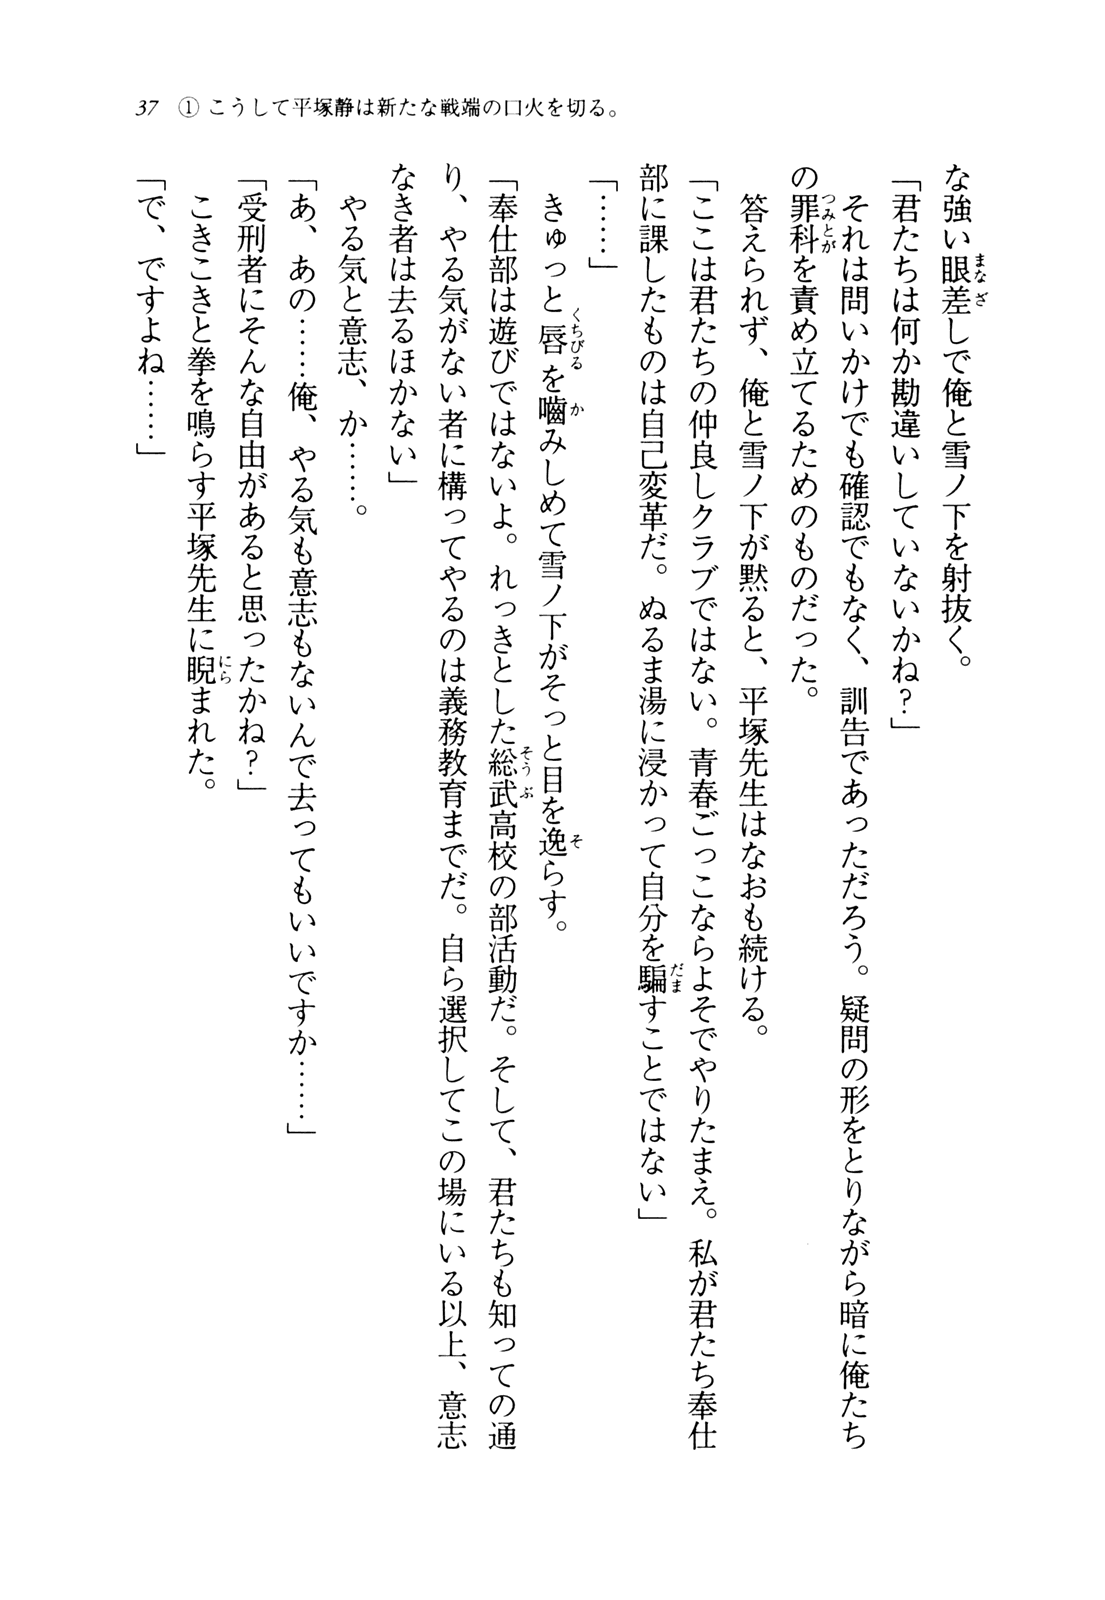 37 ① こうして平塚静は新たな戦端の口火を切る。
な強い眼差しで俺と雪ノ下を射抜く。
「君たちは何か勘違いしていないかね？」
それは問いかけでも確認でもなく、訓告であっただろう。疑問の形をとりながら暗に俺たち
の罪科を責め立てるためのものだった。
答えられず、俺と雪ノ下が黙ると、平塚先生はなおも続ける。
「ここは君たちの仲良しクラブではない。青春ごっこならよそでやりたまえ。私が君たち奉仕
部に課したものは自己変革だ。ぬるま湯に浸かって自分を騙すことではない」
「……」
きゅっと唇を嚙みしめて雪ノ下がそっと目を逸らす。
「奉仕部は遊びではないよ。れっきとした総武高校の部活動だ。そして、君たちも知っての通
り、やる気がない者に構ってやるのは義務教育までだ。自ら選択してこの場にいる以上、意志
なき者は去るほかない」
やる気と意志、か……。
「あ、あの……俺、やる気も意志もないんで去ってもいいですか……」
「受刑者にそんな自由があると思ったかね？」
こきこきと拳を鳴らす平塚先生に睨まれた。
「で、ですよね……」